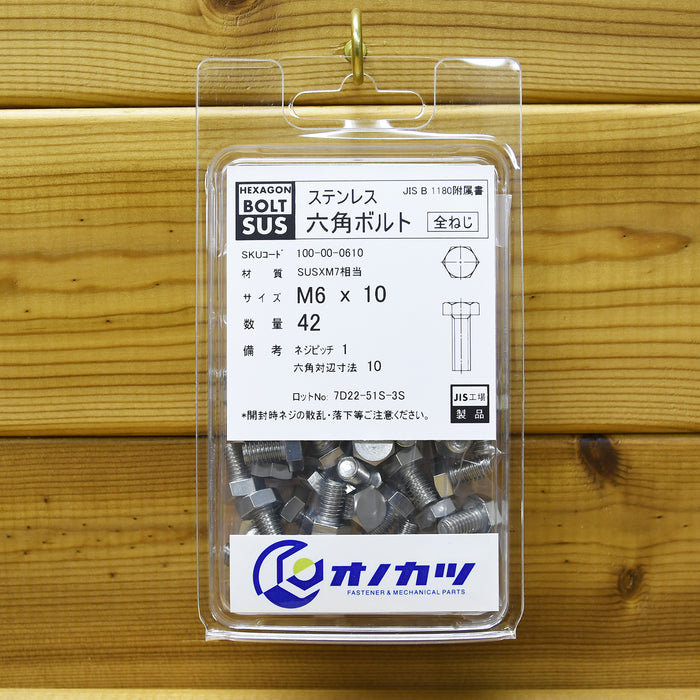 HEXAGON
BOLT
SUS
ステンレス
JIS B 1180附属書
六角ボルト
全ねじ
SKUコード 100-00-0610
材質 SUSXM7相当
サイズ M6 x 10
数量 42
備考 ネジピッチ 1
六角対辺寸法 10
ロットNo: 7D22-51S-3S
JIS工場
製品
*開封時ネジの散乱・落下等ご注意ください。
オノカツ
FASTENER & MECHANICAL PARTS